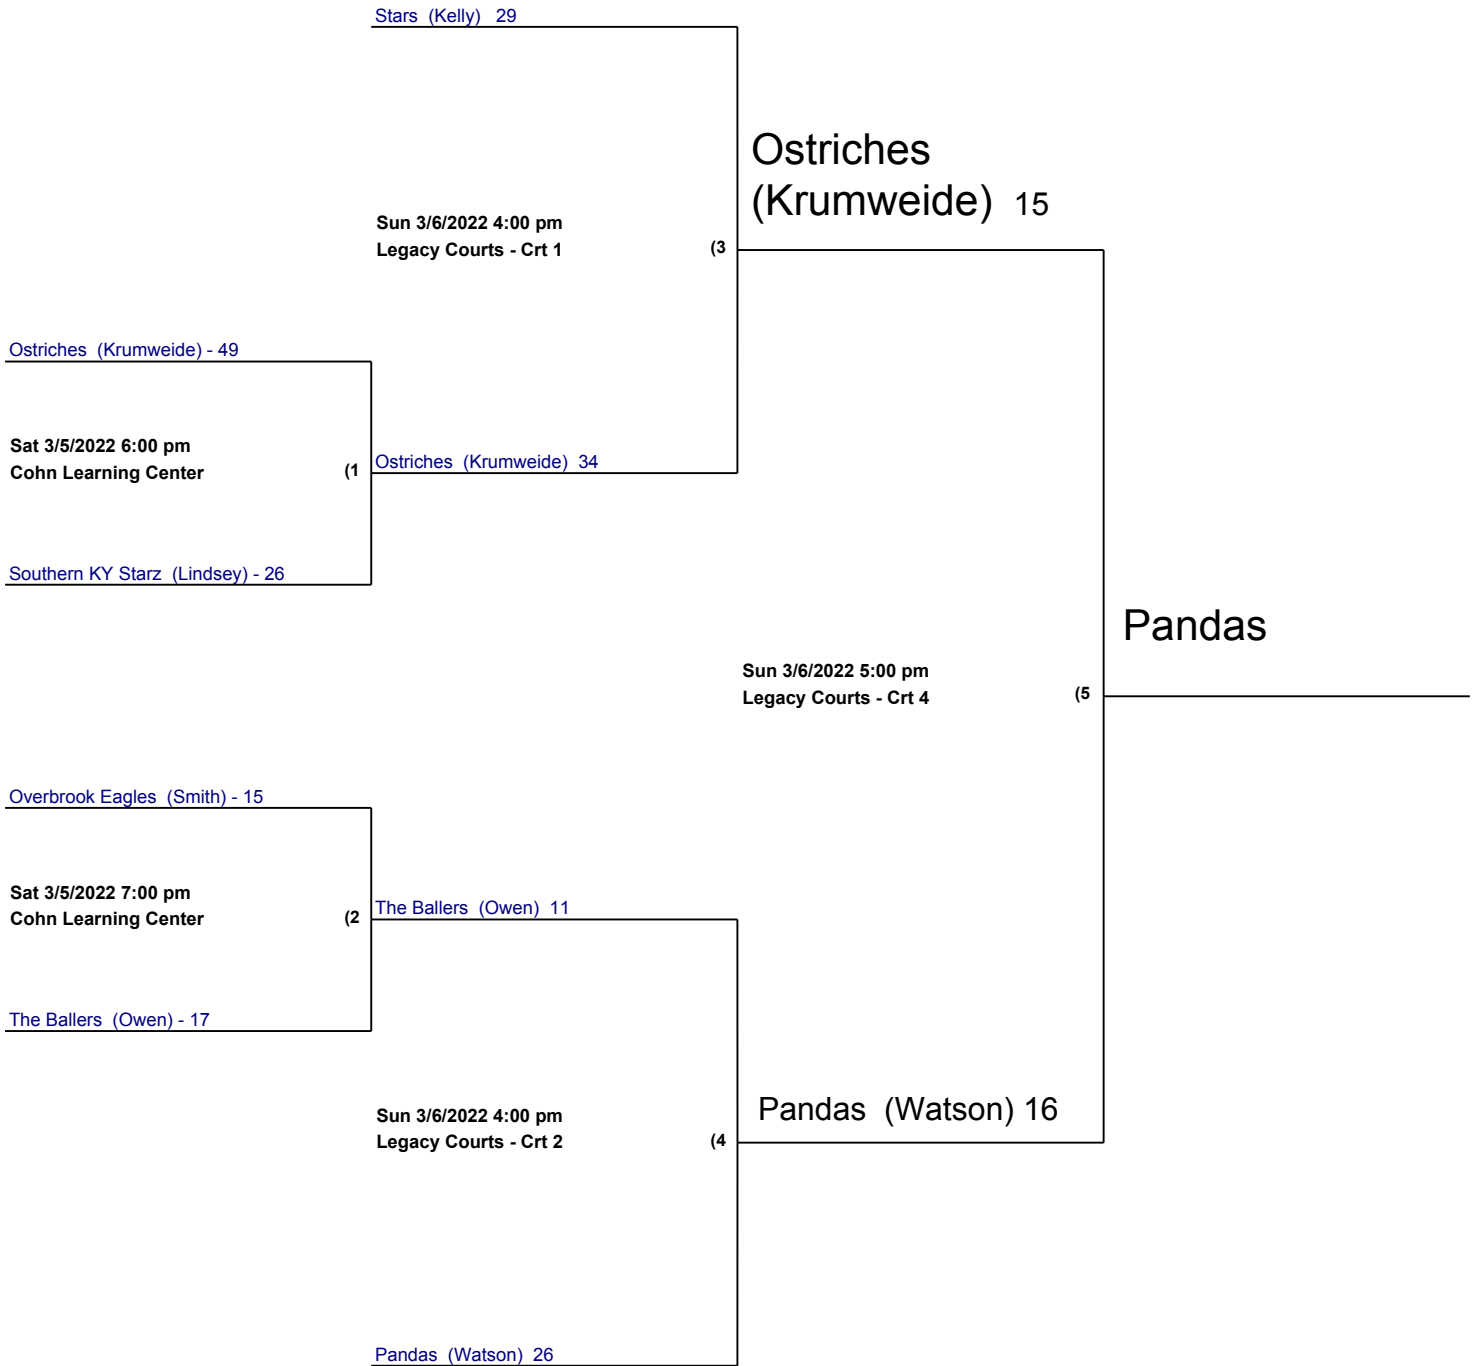 Stars (Kelly) 29
Ostriches
(Krumweide) 15
Sun 3/6/2022 4:00 pm
Legacy Courts - Crt 1
(3
Ostriches (Krumweide) - 49
Sat 3/5/2022 6:00 pm
Cohn Learning Center
(1
Ostriches (Krumweide) 34
Southern KY Starz (Lindsey) - 26
Pandas
Sun 3/6/2022 5:00 pm
Legacy Courts - Crt 4
(5
Overbrook Eagles (Smith) - 15
Sat 3/5/2022 7:00 pm
Cohn Learning Center
(2
The Ballers (Owen) 11
The Ballers (Owen) - 17
Sun 3/6/2022 4:00 pm
Legacy Courts - Crt 2
(4
Pandas (Watson) 16
Pandas (Watson) 26